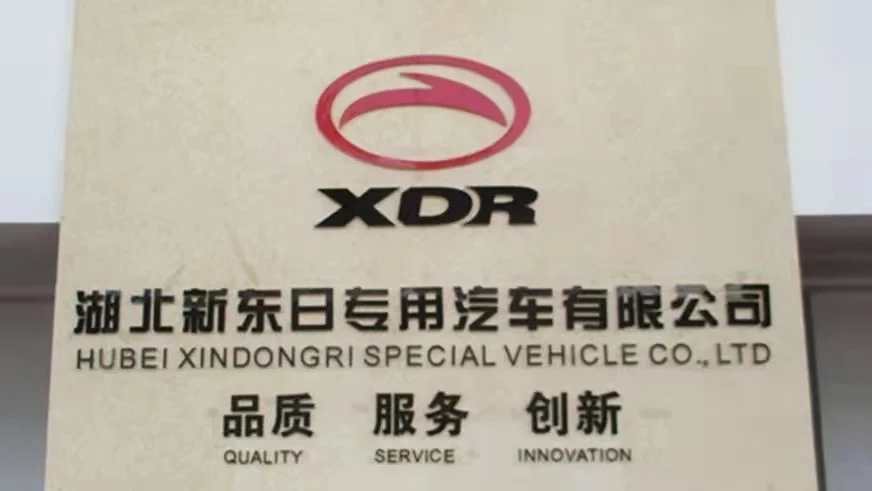 XDR
湖北新东日专用汽车有限公司
HUBEI XINDONGRI SPECIAL VEHICLE CO., LTD
品质 服务 创新
QUALITY SERVICE INNOVATION